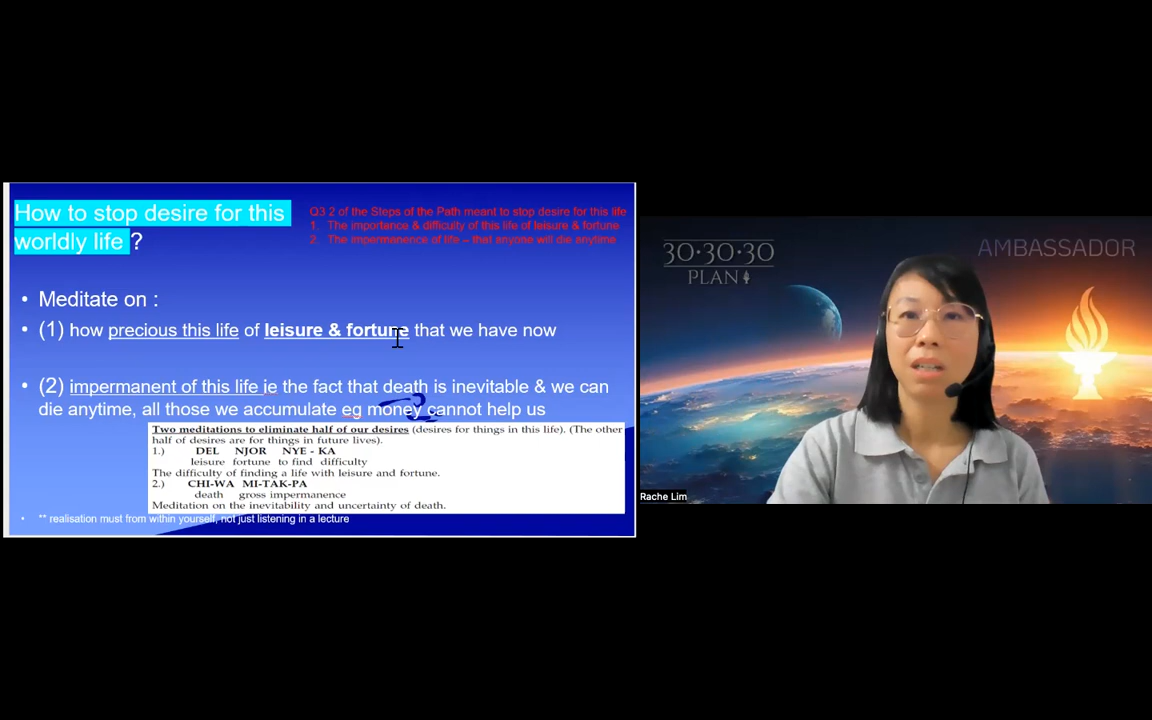 How to stop desire for this
worldly life ?
Q3 2 of the Steps of the Path meant to stop desire for this life
1. The importance & difficulty of this life of leisure & fortune
2. The impermanence of life – that anyone will die anytime
• Meditate on :
• (1) how precious this life of leisure & fortune that we have now
• (2) impermanent of this life ie the fact that death is inevitable & we can
die anytime, all those we accumulate eg money cannot help us
Two meditations to eliminate half of our desires (desires for things in this life). (The other
half of desires are for things in future lives).
1.) DEL NJOR NYE - KA
leisure fortune to find difficulty
The difficulty of finding a life with leisure and fortune.
2.) CHI-WA MI-TAK-PA
death gross impermanence
Meditation on the inevitability and uncertainty of death.
• ** realisation must from within yourself, not just listening in a lecture
30·30·30
PLAN
AMBASSADOR
Rache Lim